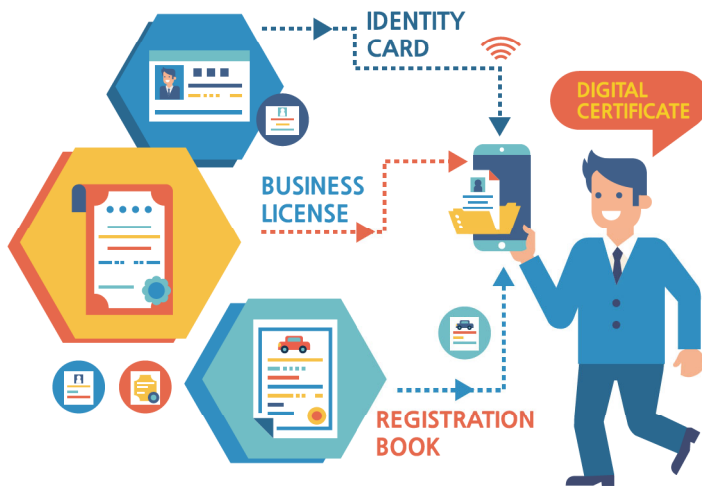 IDENTITY
CARD
DIGITAL
CERTIFICATE
BUSINESS
LICENSE
REGISTRATION
BOOK